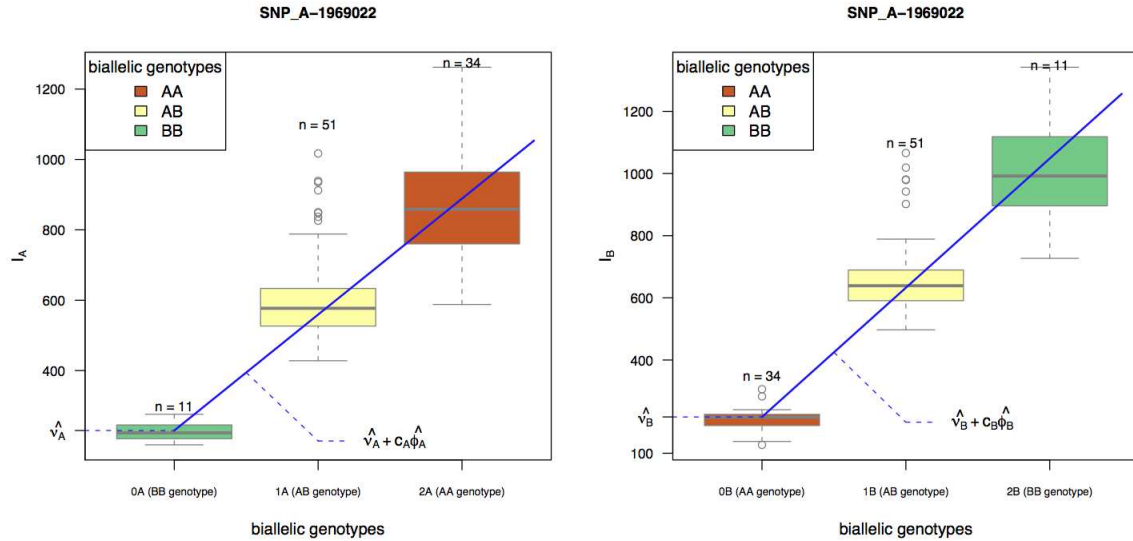 SNP_A−1969022
biallelic genotypes
AA
AB
BB
n = 34
n = 51
n = 11
1200
1000
800
600
400
I_A
ν̂_A
ν̂_A + c_Aφ̂_A
0A (BB genotype)
1A (AB genotype)
2A (AA genotype)
biallelic genotypes
SNP_A−1969022
biallelic genotypes
AA
AB
BB
n = 11
n = 51
n = 34
1200
1000
800
600
400
100
I_B
ν̂_B
ν̂_B + c_Bφ̂_B
0B (AA genotype)
1B (AB genotype)
2B (BB genotype)
biallelic genotypes